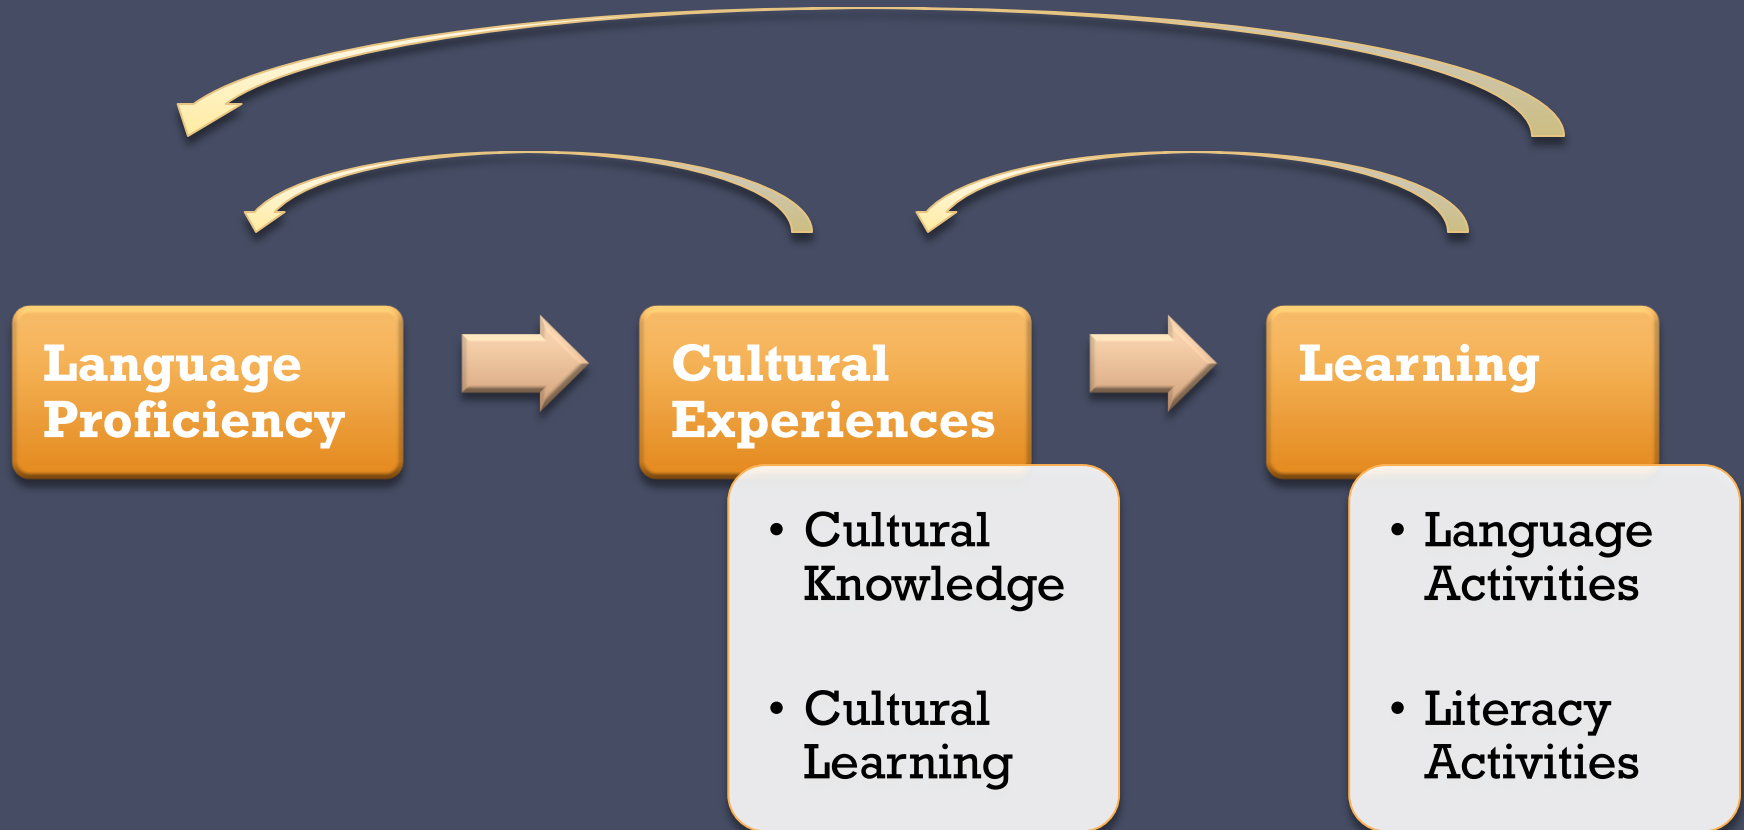 Language
Proficiency
Cultural
Experiences
Learning
• Cultural
Knowledge
• Cultural
Learning
• Language
Activities
• Literacy
Activities